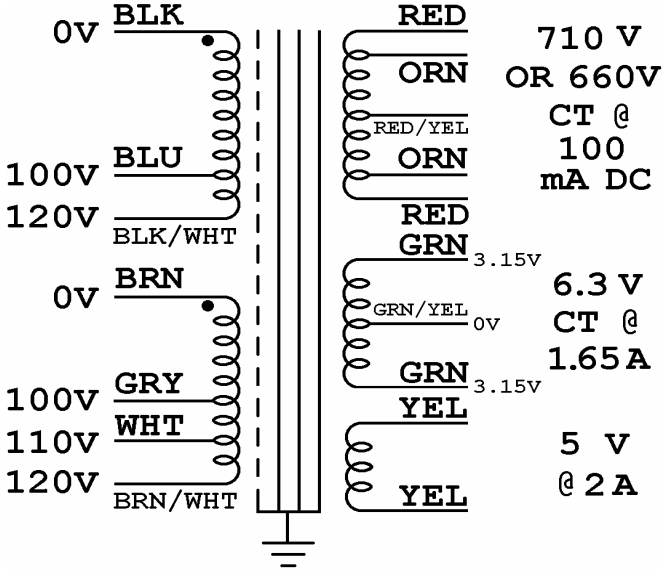 0V BLK
BLU
100V
120V
BLK/WHT
0V BRN
100V GRY
110V WHT
120V
BRN/WHT
RED
ORN
RED/YEL
ORN
RED
710 V
OR 660V
CT @
100
mA DC
GRN 3.15V
GRN/YEL 0V
GRN 3.15V
6.3 V
CT @
1.65A
YEL
YEL
5 V
@ 2 A